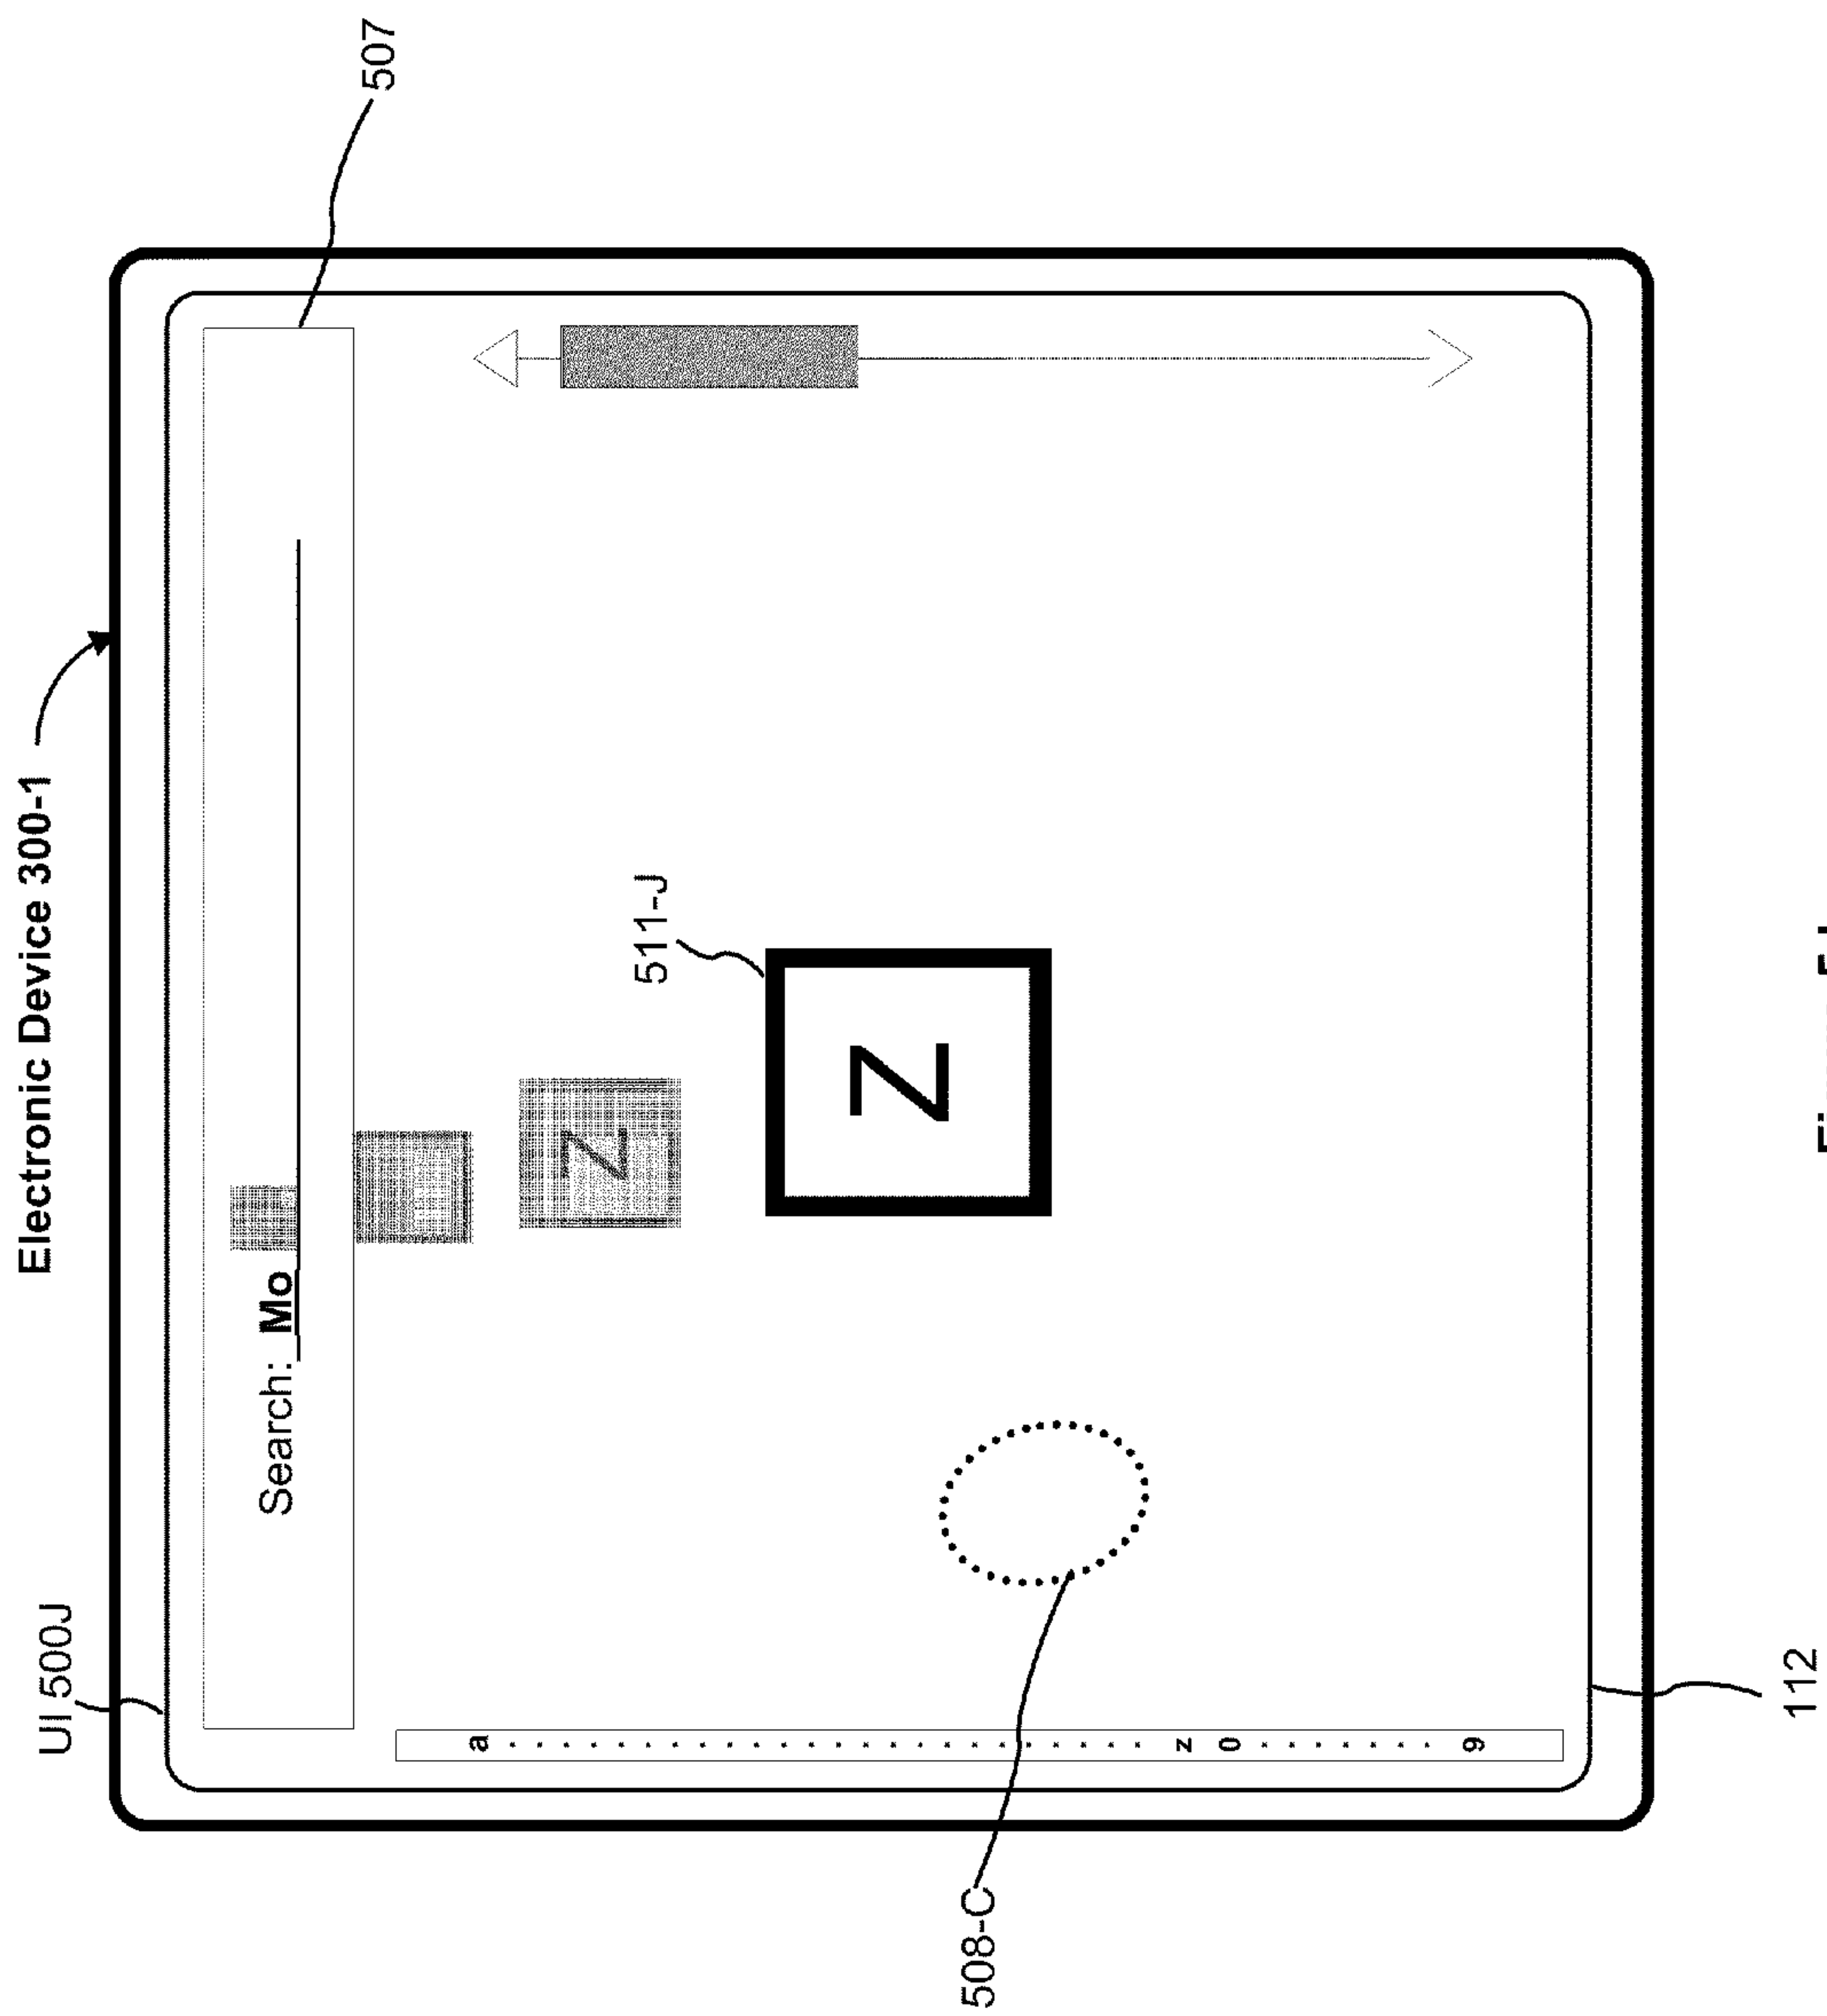 Electronic Device 300-1
UI 500J
507
Search: Mo
a
z
0
9
Z
Z
511-J
508-C
112